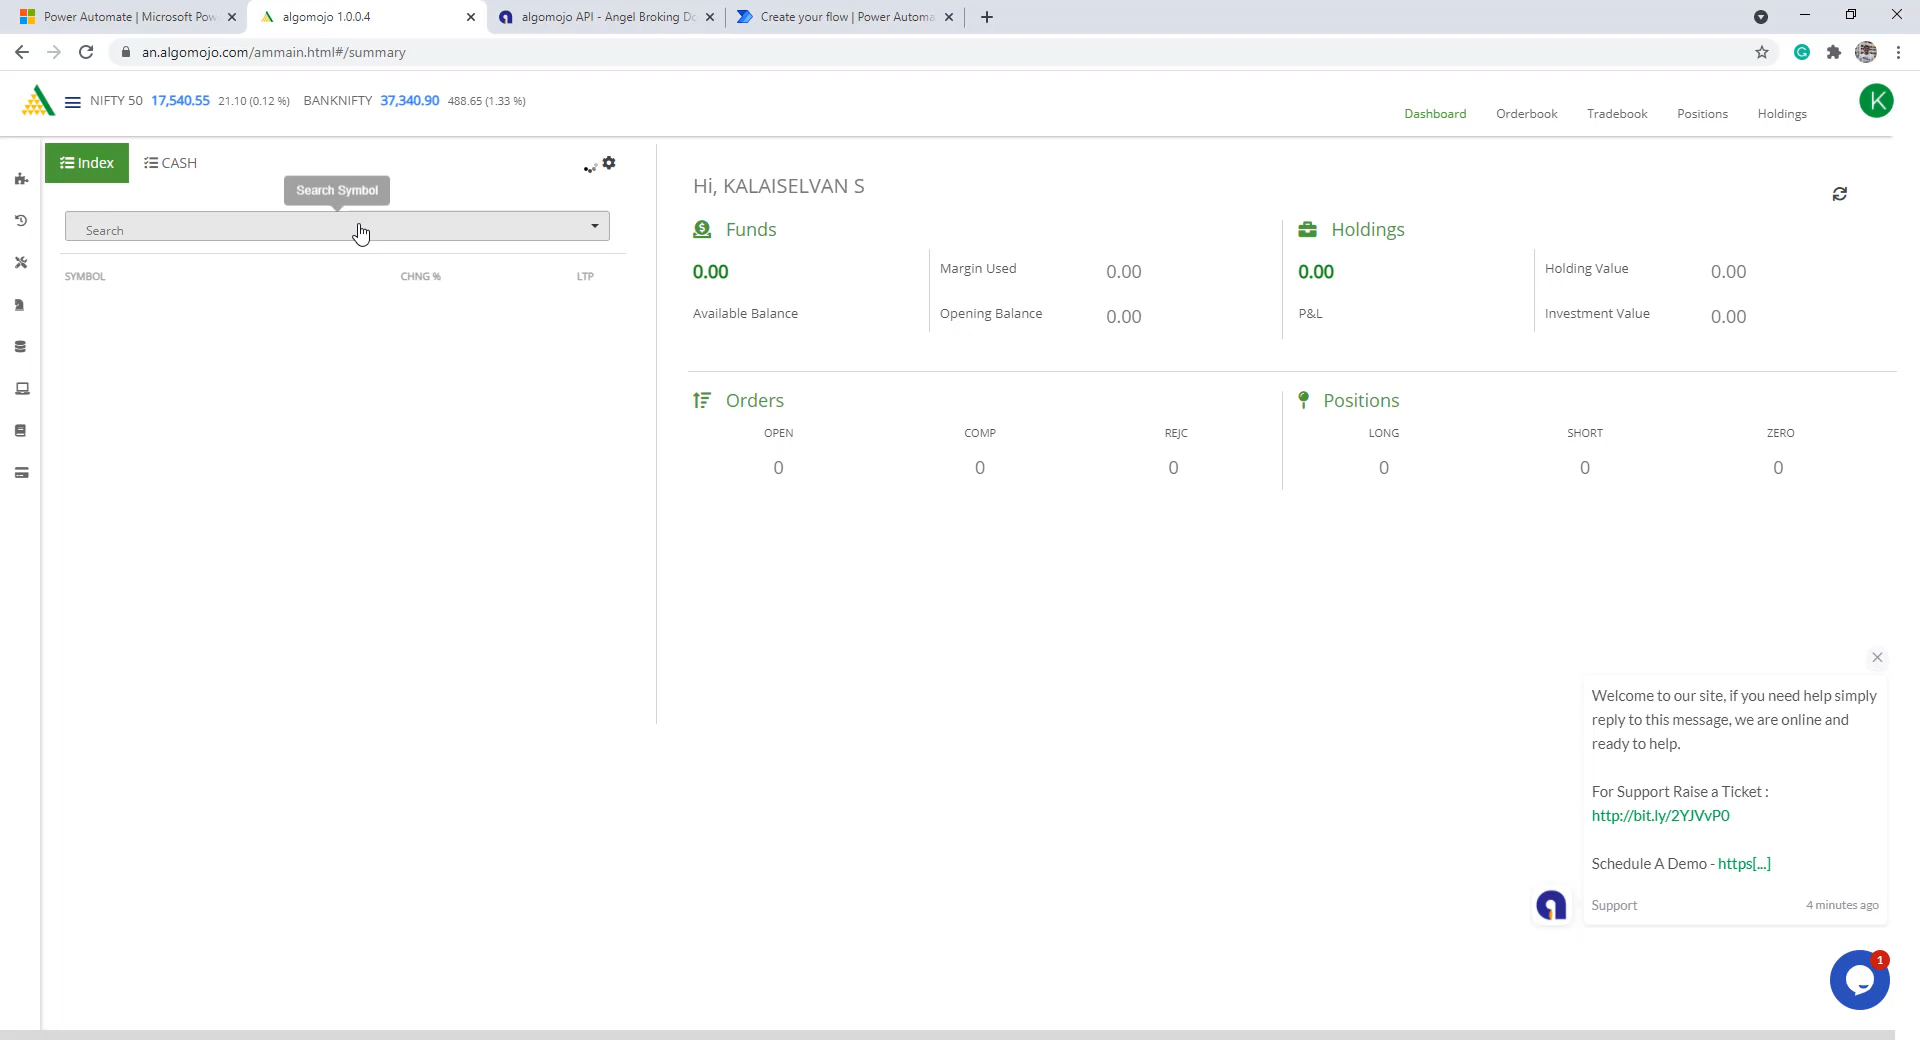 Power Automate | Microsoft Pow
algomojo 1.0.0.4
algomojo API - Angel Broking Do
Create your flow | Power Automa
an.algomojo.com/ammain.html#/summary
NIFTY 50 17,540.55 21.10 (0.12 %) BANKNIFTY 37,340.90 488.65 (1.33 %)
Dashboard Orderbook Tradebook Positions Holdings
K
Index CASH
Search Symbol
Search
SYMBOL CHNG % LTP
Hi, KALAISELVAN S
Funds
0.00
Available Balance
Margin Used 0.00
Opening Balance 0.00
Holdings
0.00
P&L
Holding Value 0.00
Investment Value 0.00
Orders
OPEN COMP REJC
0 0 0
Positions
LONG SHORT ZERO
0 0 0
Welcome to our site, if you need help simply
reply to this message, we are online and
ready to help.
For Support Raise a Ticket :
http://bit.ly/2YJVvP0
Schedule A Demo - https[...]
Support 4 minutes ago
1